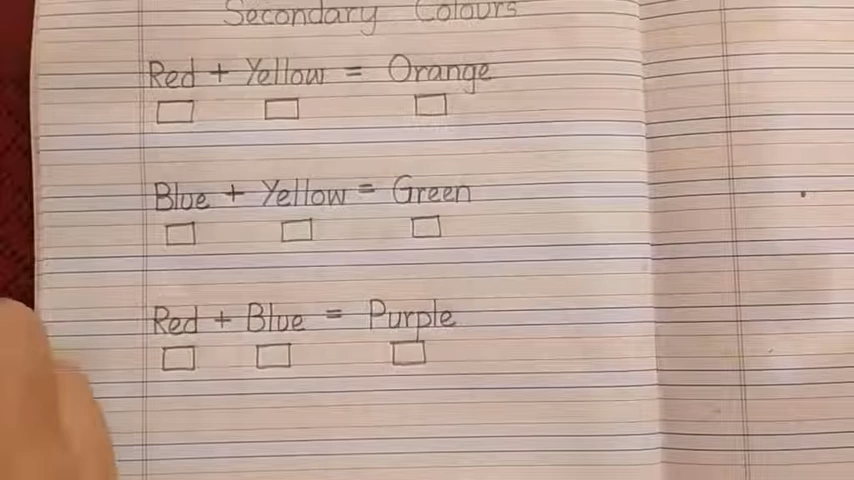 Secondary Colours
Red + Yellow = Orange
Blue + Yellow = Green
Red + Blue = Purple